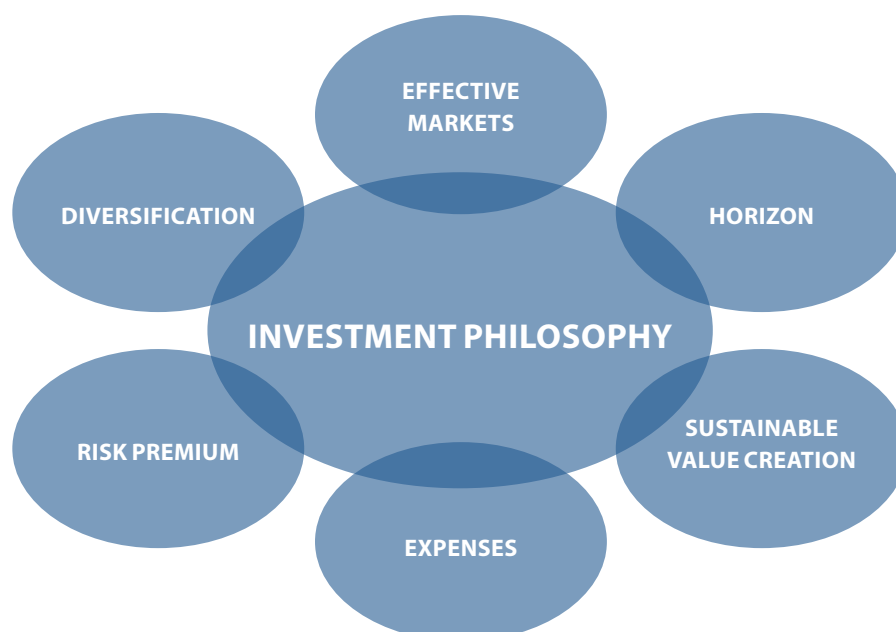 EFFECTIVE
MARKETS
DIVERSIFICATION
HORIZON
INVESTMENT PHILOSOPHY
RISK PREMIUM
SUSTAINABLE
VALUE CREATION
EXPENSES